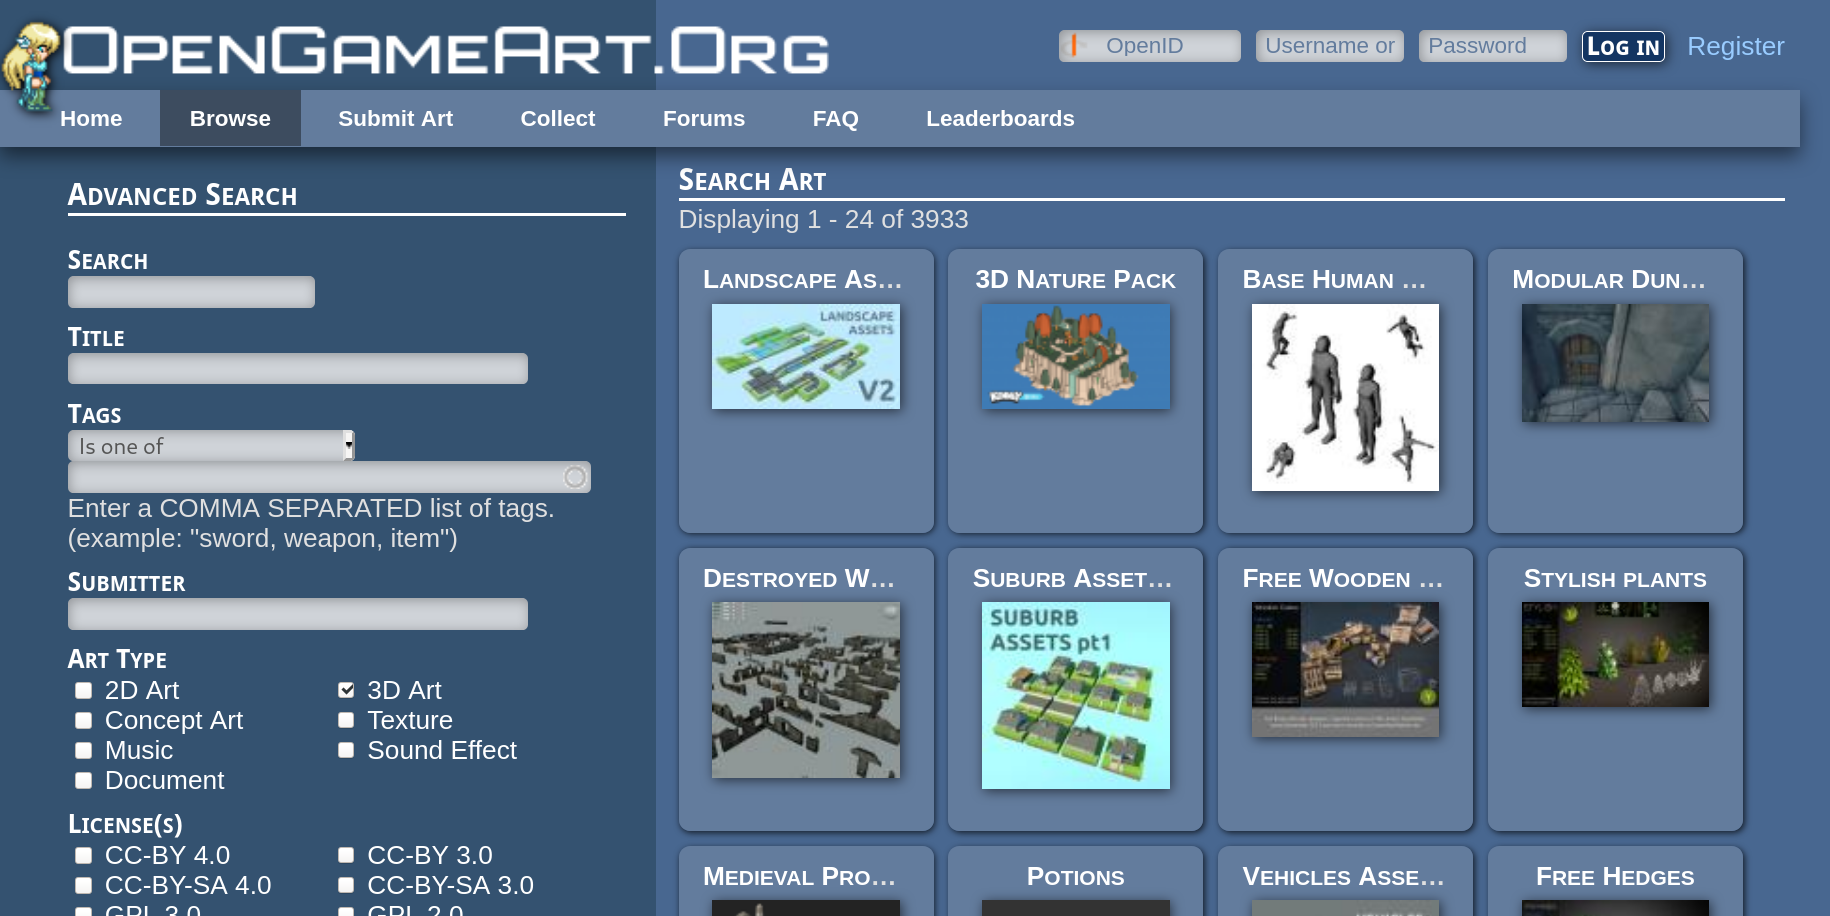 OpenGameArt.Org
OpenID
Username or
Password
Log in
Register
Home
Browse
Submit Art
Collect
Forums
FAQ
Leaderboards
Advanced Search
Search
Title
Tags
Is one of
Enter a COMMA SEPARATED list of tags.
(example: "sword, weapon, item")
Submitter
Art Type
2D Art
3D Art
Concept Art
Texture
Music
Sound Effect
Document
License(s)
CC-BY 4.0
CC-BY 3.0
CC-BY-SA 4.0
CC-BY-SA 3.0
GPL 3.0
GPL 2.0
Search Art
Displaying 1 - 24 of 3933
Landscape As...
3D Nature Pack
Base Human ...
Modular Dun...
LANDSCAPE
ASSETS
V2
Destroyed W...
Suburb Asset...
Free Wooden ...
Stylish plants
SUBURB
ASSETS pt1
Medieval Pro...
Potions
Vehicles Asse...
Free Hedges